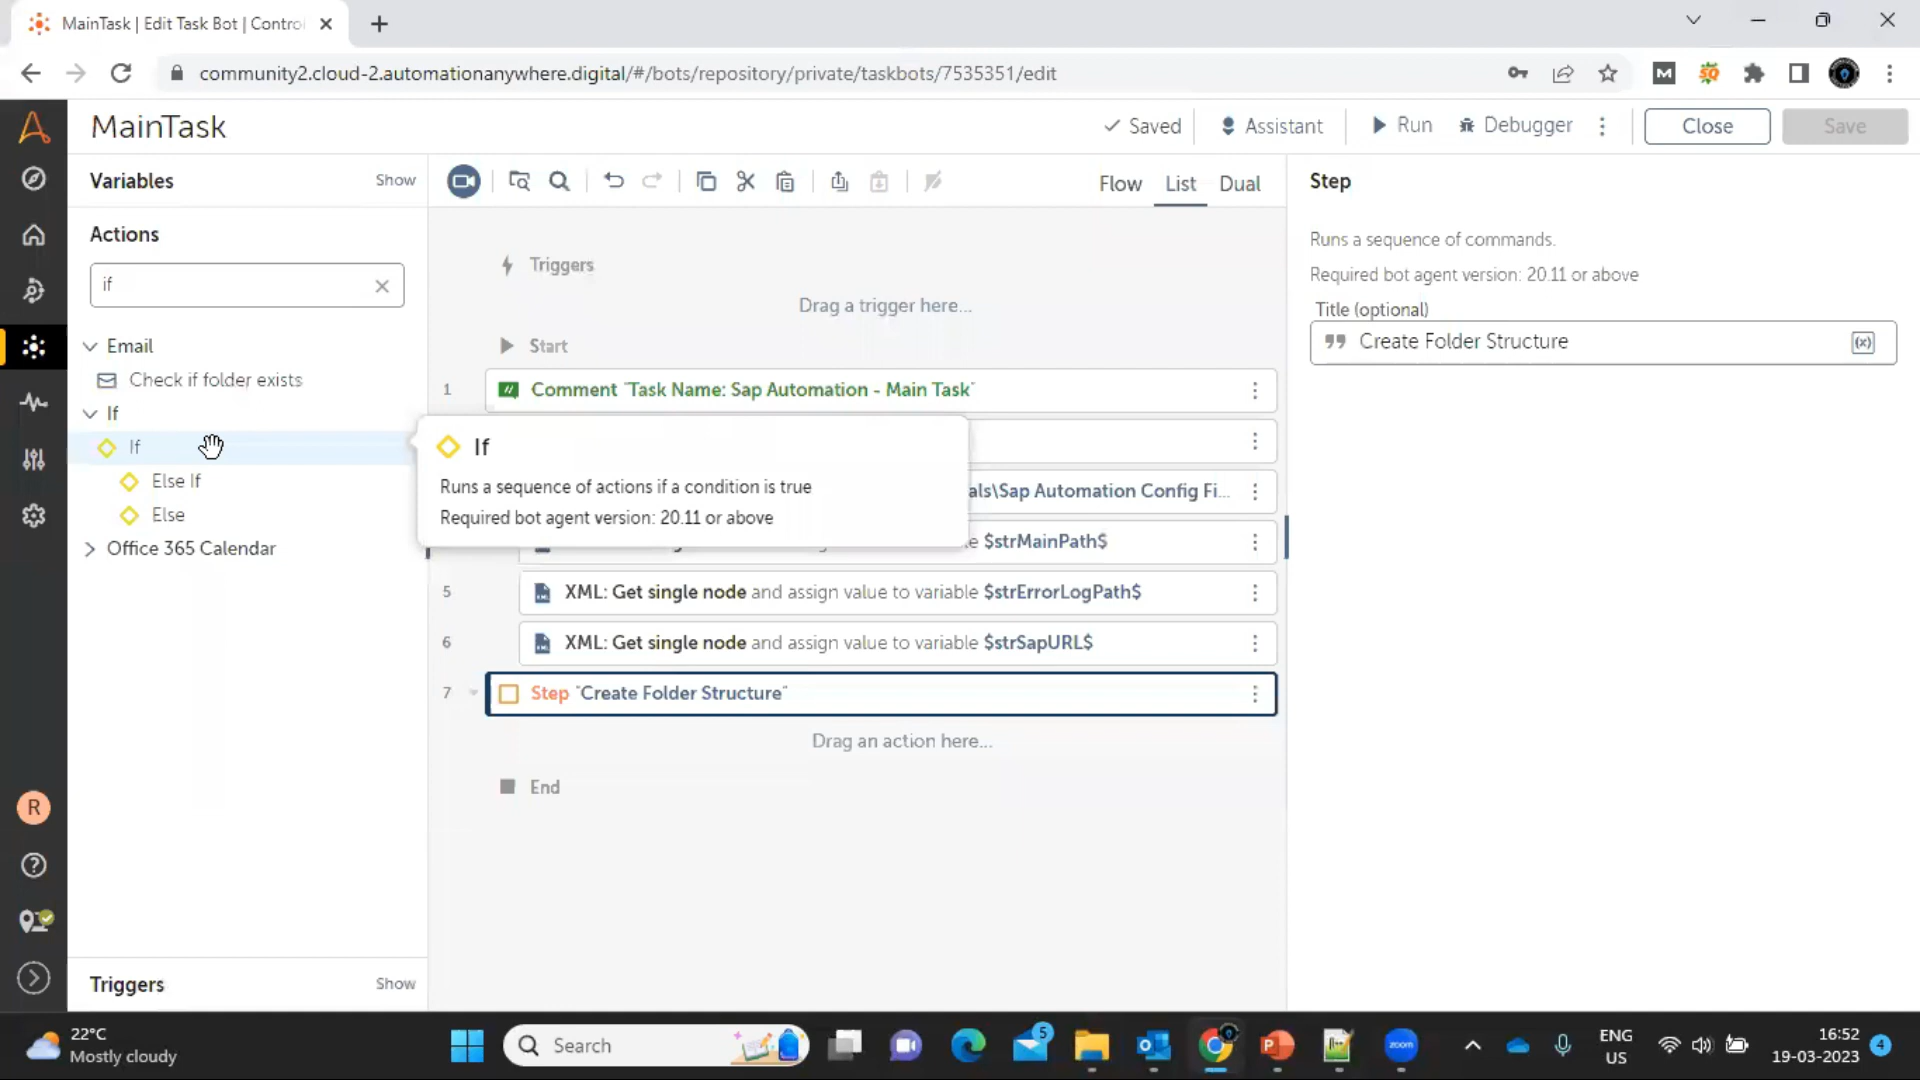 MainTask | Edit Task Bot | Contro
community2.cloud-2.automationanywhere.digital/#/bots/repository/private/taskbots/7535351/edit
MainTask
Saved
Assistant
Run
Debugger
Close
Save
Variables
Show
Flow
List
Dual
Step
Actions
if
Runs a sequence of commands.
Required bot agent version: 20.11 or above
Title (optional)
Create Folder Structure
Triggers
Drag a trigger here...
Start
Email
Check if folder exists
If
If
Else If
Else
Office 365 Calendar
1
Comment "Task Name: Sap Automation - Main Task"
If
Runs a sequence of actions if a condition is true
Required bot agent version: 20.11 or above
als\Sap Automation Config Fi...
$strMainPath$
5
XML: Get single node and assign value to variable $strErrorLogPath$
6
XML: Get single node and assign value to variable $strSapURL$
7
Step "Create Folder Structure"
Drag an action here...
End
R
Triggers
Show
22°C
Mostly cloudy
Search
5
zoom
ENG
US
16:52
19-03-2023
4